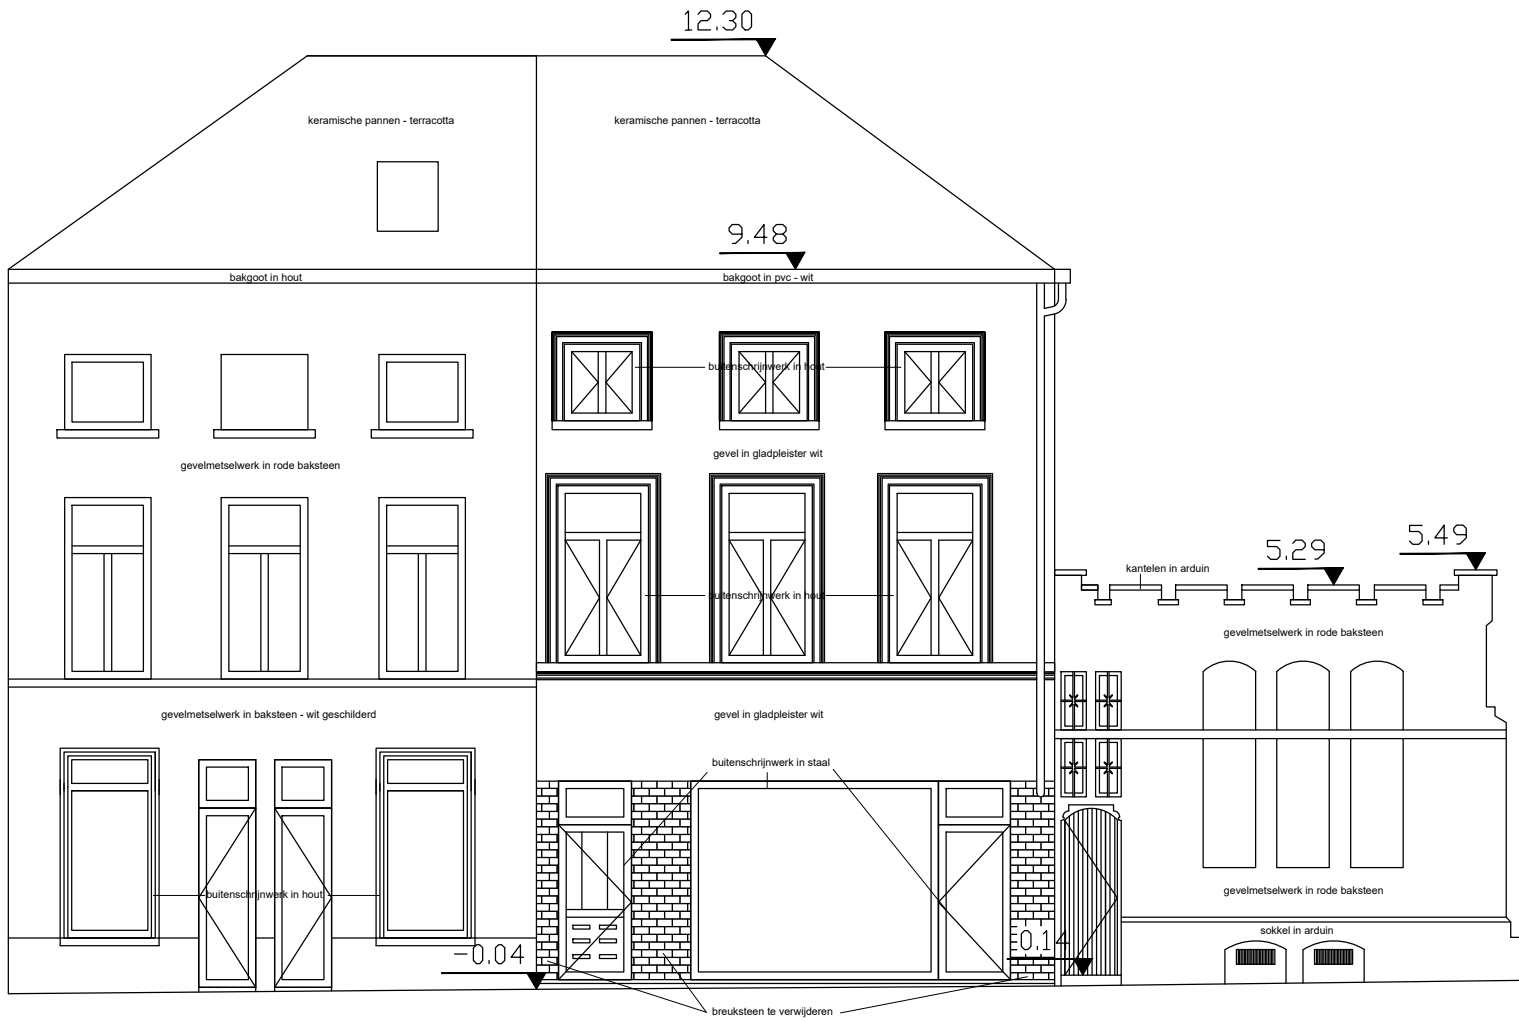 12.30
keramische pannen - terracotta
keramische pannen - terracotta
9.48
bakgoot in hout
bakgoot in pvc - wit
buitenschrijnwerk in hout
gevel in gladpleister wit
gevelmetselwerk in rode baksteen
5.49
5.29
kantelen in arduin
buitenschrijnwerk in hout
gevelmetselwerk in rode baksteen
gevelmetselwerk in baksteen - wit geschilderd
gevel in gladpleister wit
buitenschrijnwerk in staal
buitenschrijnwerk in hout
gevelmetselwerk in rode baksteen
sokkel in arduin
-0.04
0.14
breuksteen te verwijderen